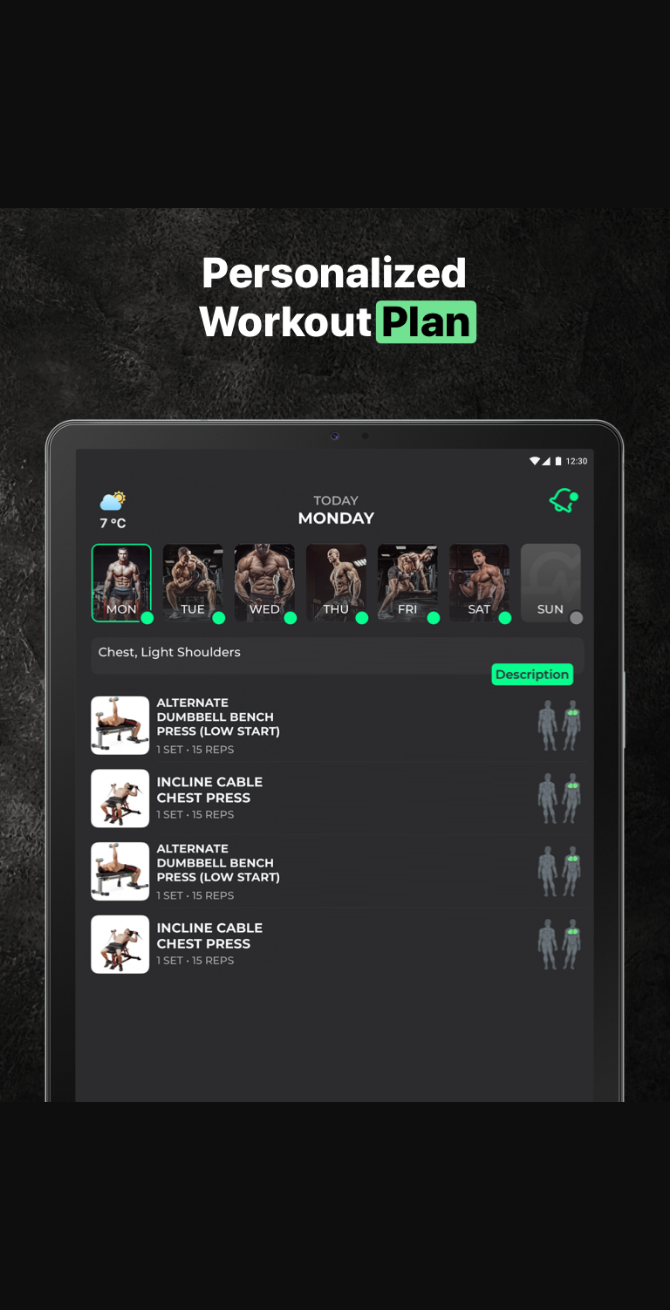 Personalized
Workout Plan
12:30
TODAY
7 °C
MONDAY
MON TUE WED THU FRI SAT SUN
Chest, Light Shoulders
Description
ALTERNATE
DUMBBELL BENCH
PRESS (LOW START)
1 SET • 15 REPS
INCLINE CABLE
CHEST PRESS
1 SET • 15 REPS
ALTERNATE
DUMBBELL BENCH
PRESS (LOW START)
1 SET • 15 REPS
INCLINE CABLE
CHEST PRESS
1 SET • 15 REPS